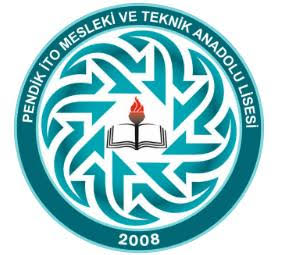 PENDİK İTO MESLEKİ VE TEKNİK ANADOLU LİSESİ
2008